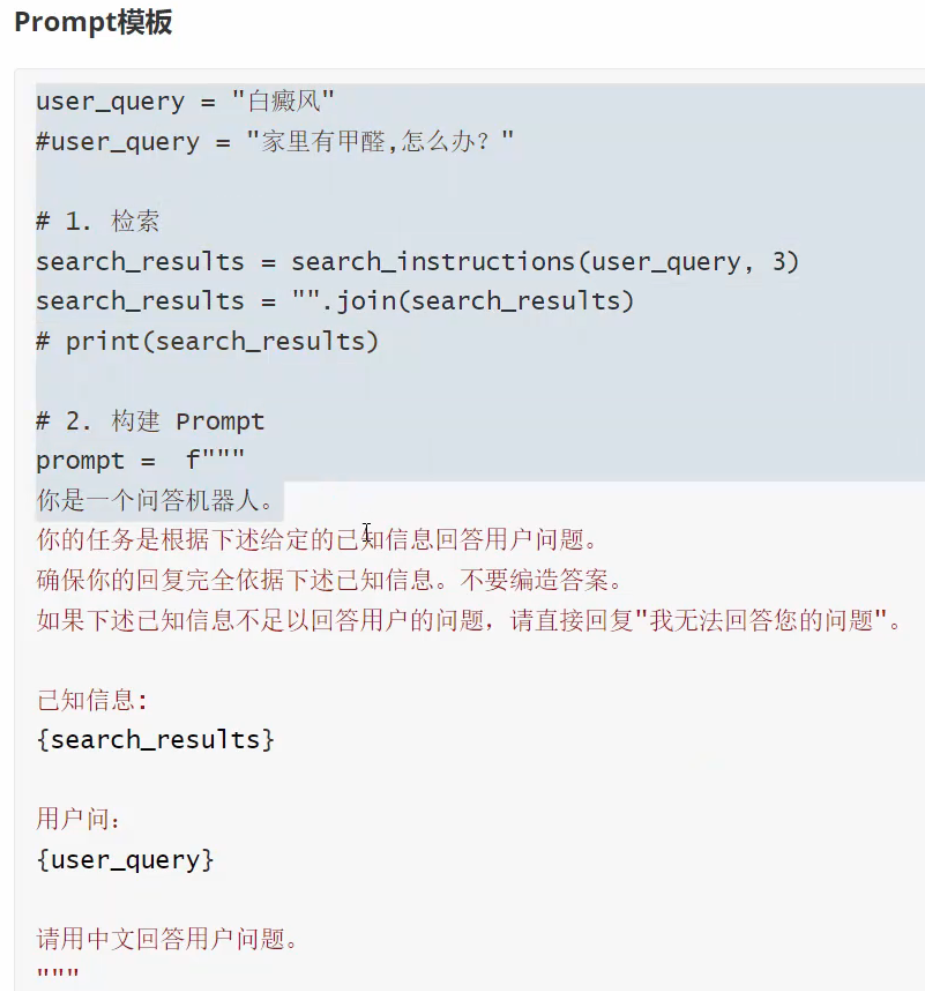 Prompt模板
user_query = "白癜风"
#user_query = "家里有甲醛,怎么办？"
# 1. 检索
search_results = search_instructions(user_query, 3)
search_results = "".join(search_results)
# print(search_results)
# 2. 构建 Prompt
prompt =  f"""
你是一个问答机器人。
你的任务是根据下述给定的已知信息回答用户问题。
确保你的回复完全依据下述已知信息。不要编造答案。
如果下述已知信息不足以回答用户的问题，请直接回复"我无法回答您的问题"。
已知信息:
{search_results}
用户问：
{user_query}
请用中文回答用户问题。
"""